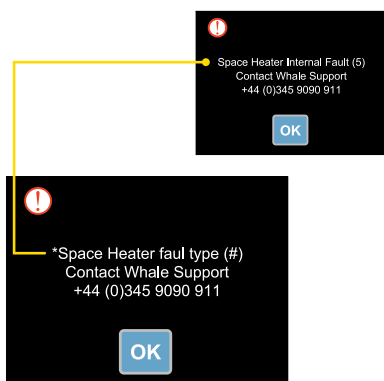 Space Heater Internal Fault (5)
Contact Whale Support
+44 (0)345 9090 911
OK
*Space Heater faul type (#)
Contact Whale Support
+44 (0)345 9090 911
OK